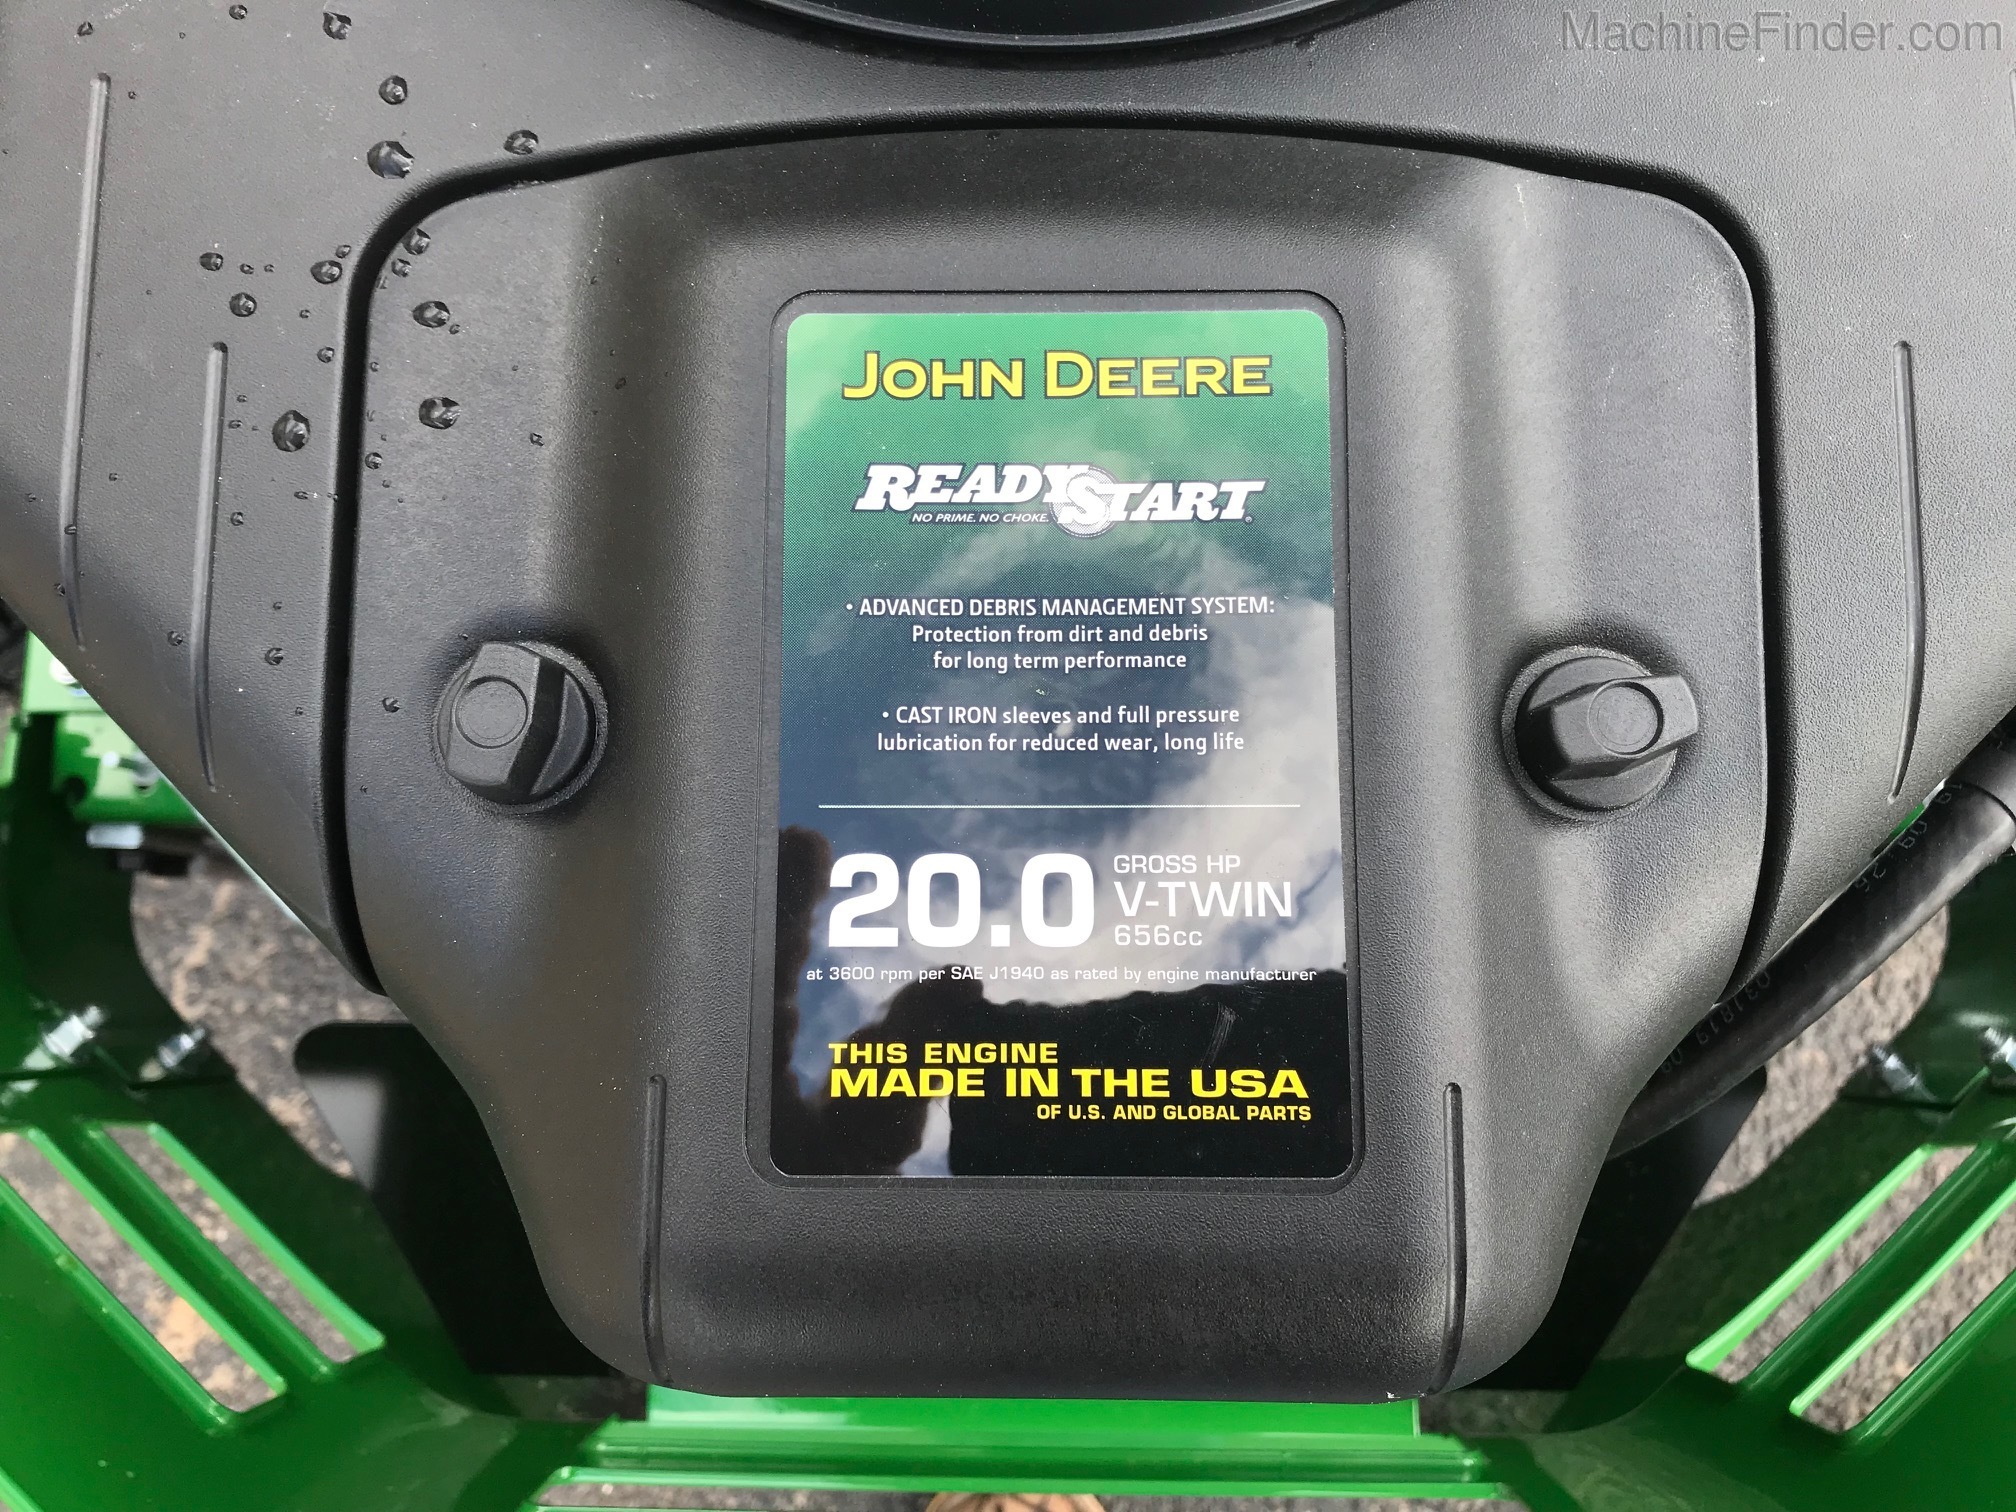 MachineFinder.com
JOHN DEERE
READYSTART
NO PRIME. NO CHOKE.
• ADVANCED DEBRIS MANAGEMENT SYSTEM:
Protection from dirt and debris
for long term performance
• CAST IRON sleeves and full pressure
lubrication for reduced wear, long life
20.0 GROSS HP
V-TWIN
656cc
at 3600 rpm per SAE J1940 as rated by engine manufacturer
THIS ENGINE
MADE IN THE USA
OF U.S. AND GLOBAL PARTS